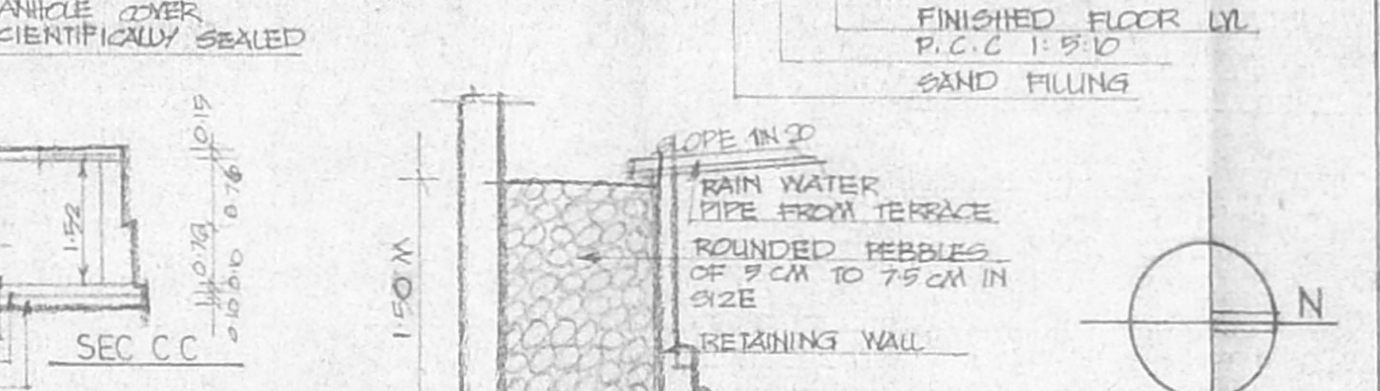 ANHOLE COVER
CIENTIFICALLY SEALED
FINISHED FLOOR LVL
P.C.C 1:5:10
SAND FILLING
SLOPE 1IN 20
RAIN WATER
PIPE FROM TERRACE
ROUNDED PEBBLES
OF 5 CM TO 7.5 CM IN
SIZE
RETAINING WALL
1.50 M
0.15
0.76
1.52
SEC C C
N